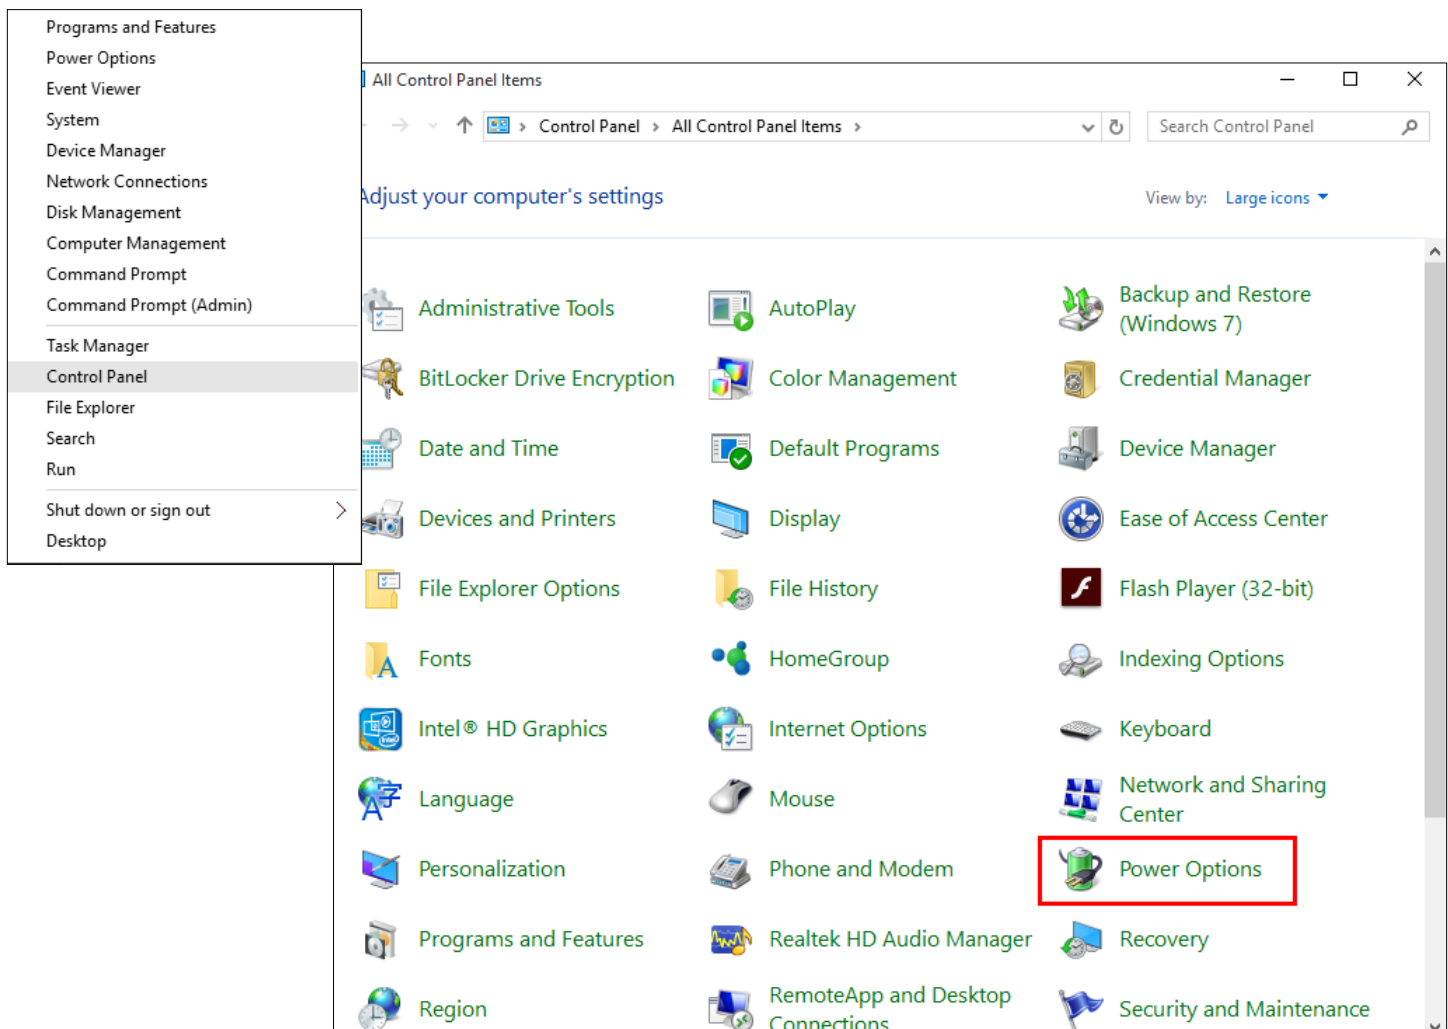 Programs and Features
Power Options
Event Viewer
System
Device Manager
Network Connections
Disk Management
Computer Management
Command Prompt
Command Prompt (Admin)
Task Manager
Control Panel
File Explorer
Search
Run
Shut down or sign out
Desktop
All Control Panel Items
Control Panel > All Control Panel Items >
Search Control Panel
Adjust your computer's settings
View by: Large icons
Administrative Tools
AutoPlay
Backup and Restore
(Windows 7)
BitLocker Drive Encryption
Color Management
Credential Manager
Date and Time
Default Programs
Device Manager
Devices and Printers
Display
Ease of Access Center
File Explorer Options
File History
Flash Player (32-bit)
Fonts
HomeGroup
Indexing Options
Intel® HD Graphics
Internet Options
Keyboard
Language
Mouse
Network and Sharing
Center
Personalization
Phone and Modem
Power Options
Programs and Features
Realtek HD Audio Manager
Recovery
Region
RemoteApp and Desktop
Connections
Security and Maintenance